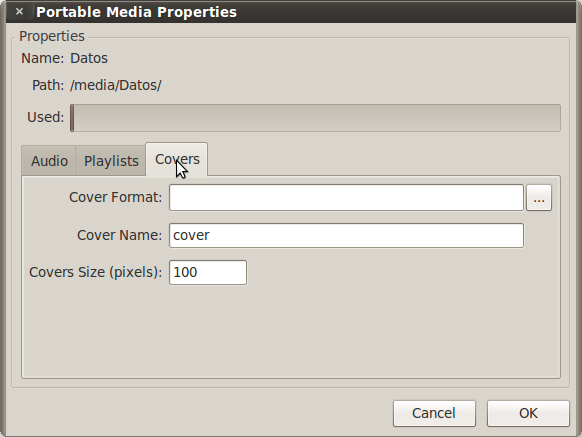 Portable Media Properties
Properties
Name: Datos
Path: /media/Datos/
Used:
Audio Playlists Covers
Cover Format: ...
Cover Name: cover
Covers Size (pixels): 100
Cancel OK